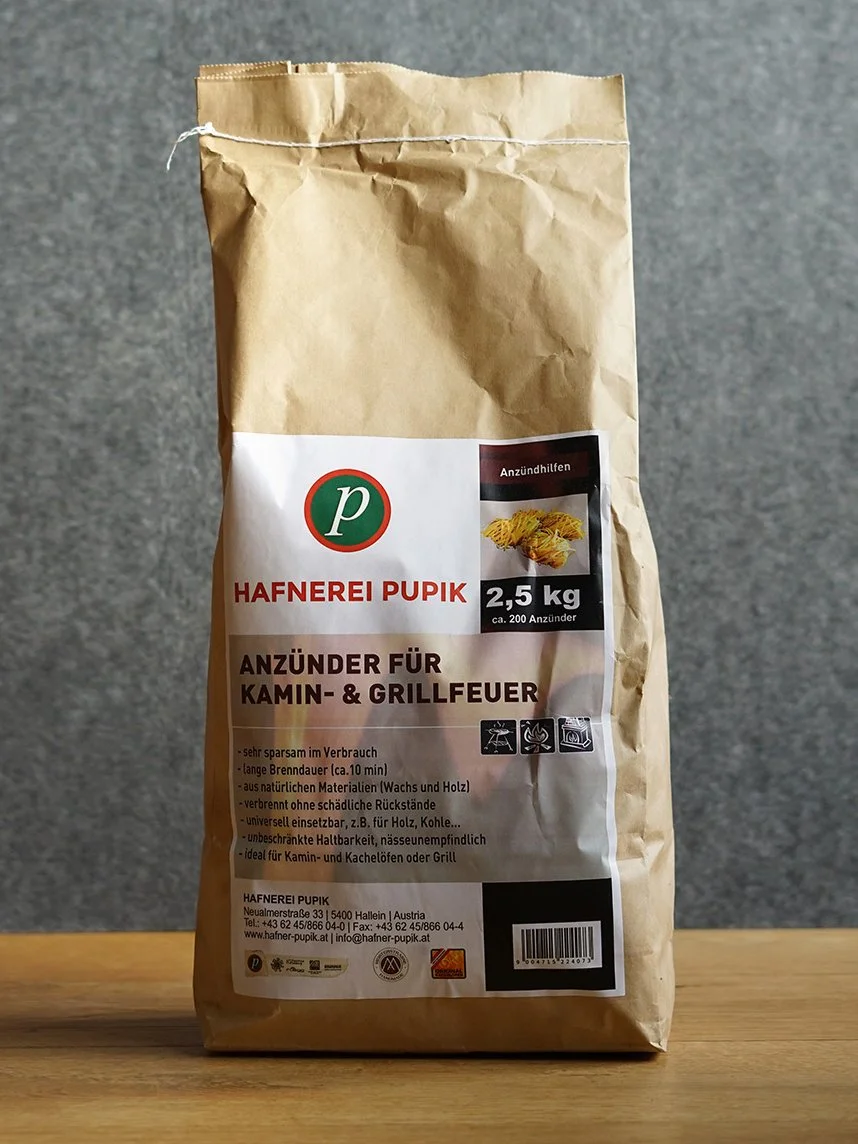 Anzündhilfen
p
HAFNEREI PUPIK
2,5 kg
ca. 200 Anzünder
ANZÜNDER FÜR
KAMIN- & GRILLFEUER
- sehr sparsam im Verbrauch
- lange Brenndauer (ca.10 min)
- aus natürlichen Materialien (Wachs und Holz)
- verbrennt ohne schädliche Rückstände
- universell einsetzbar, z.B. für Holz, Kohle...
- unbeschränkte Haltbarkeit, nässeunempfindlich
- ideal für Kamin- und Kachelöfen oder Grill
HAFNEREI PUPIK
Neualmerstraße 33 | 5400 Hallein | Austria
Tel.: +43 62 45/866 04-0 | Fax: +43 62 45/866 04-4
www.hafner-pupik.at | info@hafner-pupik.at
p
9 004715 224073